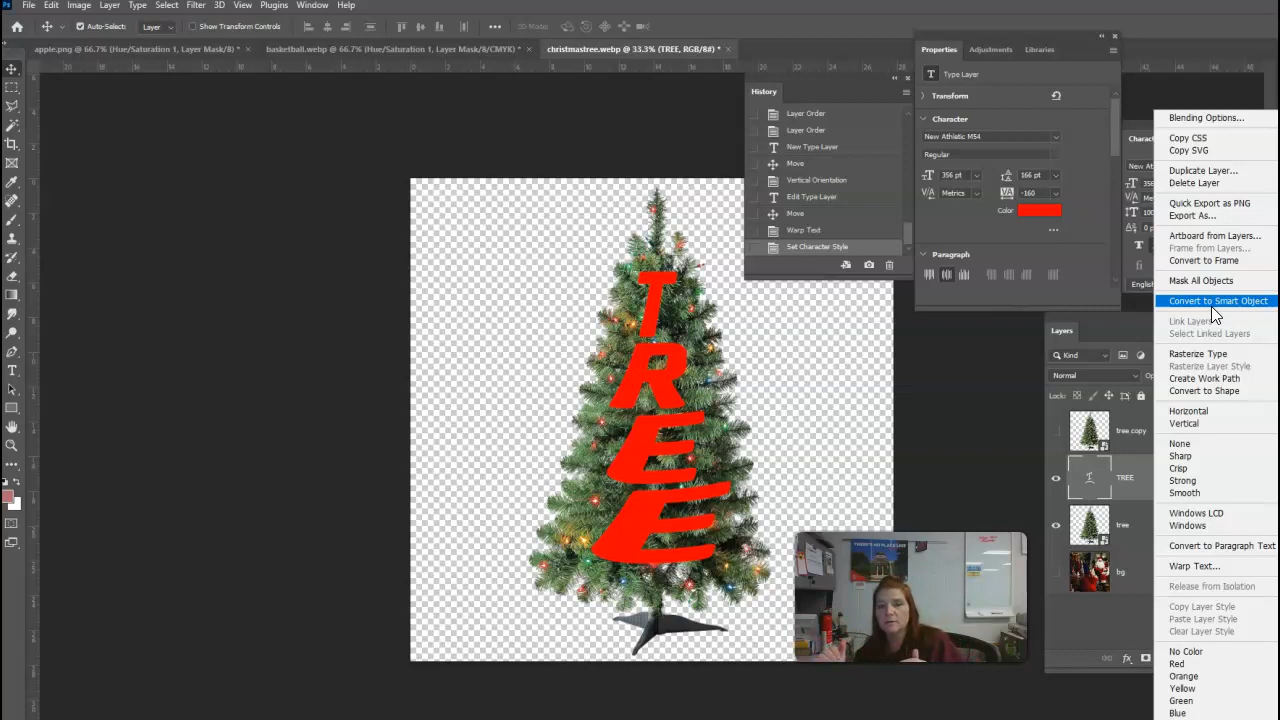 File Edit Image Layer Type Select Filter 3D View Plugins Window Help
Auto-Select: Layer Show Transform Controls 3D Mode:
apple.png @ 66.7% (Hue/Saturation 1, Layer Mask/8) * × basketball.webp @ 66.7% (Hue/Saturation 1, Layer Mask/8/CMYK) * × christmastree.webp @ 33.3% (TREE, RGB/8#) * ×
History
Layer Order
Layer Order
New Type Layer
Move
Vertical Orientation
Edit Type Layer
Move
Warp Text
Set Character Style
Properties Adjustments Libraries
Type Layer
Transform
Character
New Athletic M54
Regular
356 pt 166 pt
Metrics -160
Color
Paragraph
T
R
E
E
Layers
Kind
Normal
Lock:
tree copy
TREE
tree
bg
Blending Options...
Copy CSS
Copy SVG
Duplicate Layer...
Delete Layer
Quick Export as PNG
Export As...
Artboard from Layers...
Frame from Layers...
Convert to Frame
Mask All Objects
Convert to Smart Object
Link Layers
Select Linked Layers
Rasterize Type
Rasterize Layer Style
Create Work Path
Convert to Shape
Horizontal
Vertical
None
Sharp
Crisp
Strong
Smooth
Windows LCD
Windows
Convert to Paragraph Text
Warp Text...
Release from Isolation
Copy Layer Style
Paste Layer Style
Clear Layer Style
No Color
Red
Orange
Yellow
Green
Blue